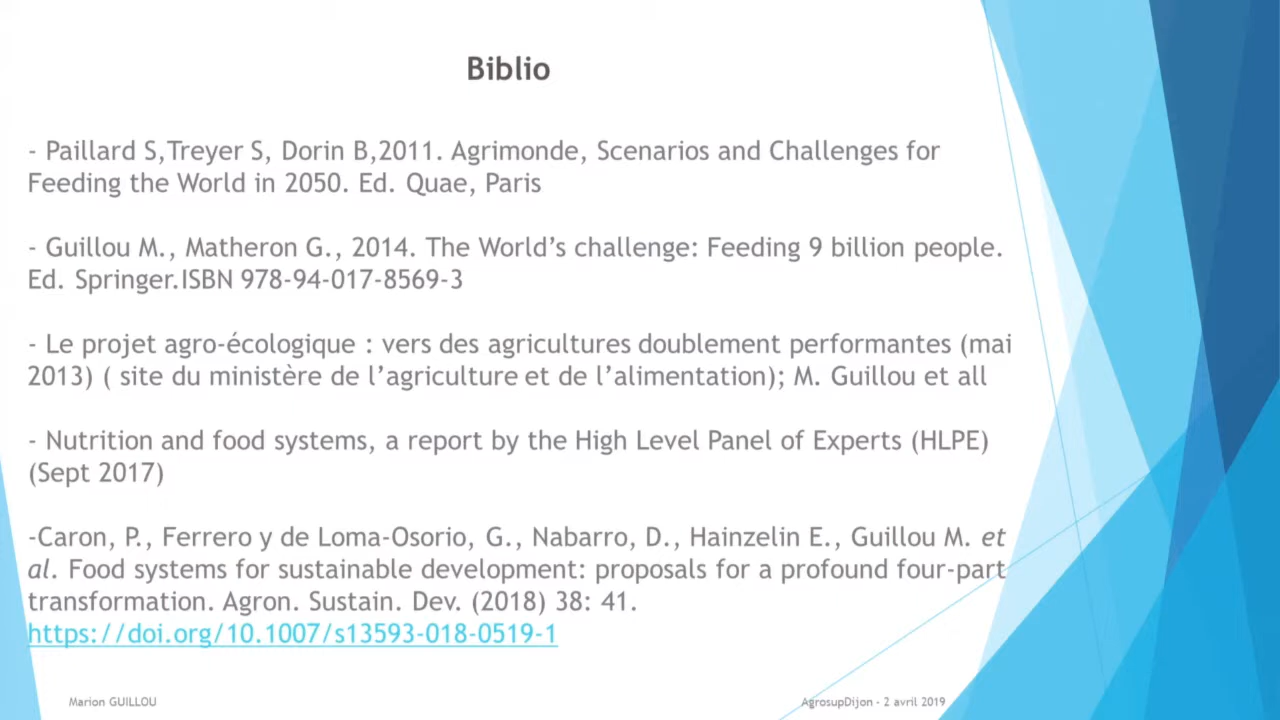 Biblio
- Paillard S,Treyer S, Dorin B,2011. Agrimonde, Scenarios and Challenges for
Feeding the World in 2050. Ed. Quae, Paris
- Guillou M., Matheron G., 2014. The World’s challenge: Feeding 9 billion people.
Ed. Springer.ISBN 978-94-017-8569-3
- Le projet agro-écologique : vers des agricultures doublement performantes (mai
2013) ( site du ministère de l’agriculture et de l’alimentation); M. Guillou et all
- Nutrition and food systems, a report by the High Level Panel of Experts (HLPE)
(Sept 2017)
-Caron, P., Ferrero y de Loma-Osorio, G., Nabarro, D., Hainzelin E., Guillou M. et
al. Food systems for sustainable development: proposals for a profound four-part
transformation. Agron. Sustain. Dev. (2018) 38: 41.
https://doi.org/10.1007/s13593-018-0519-1
Marion GUILLOU
AgrosupDijon - 2 avril 2019